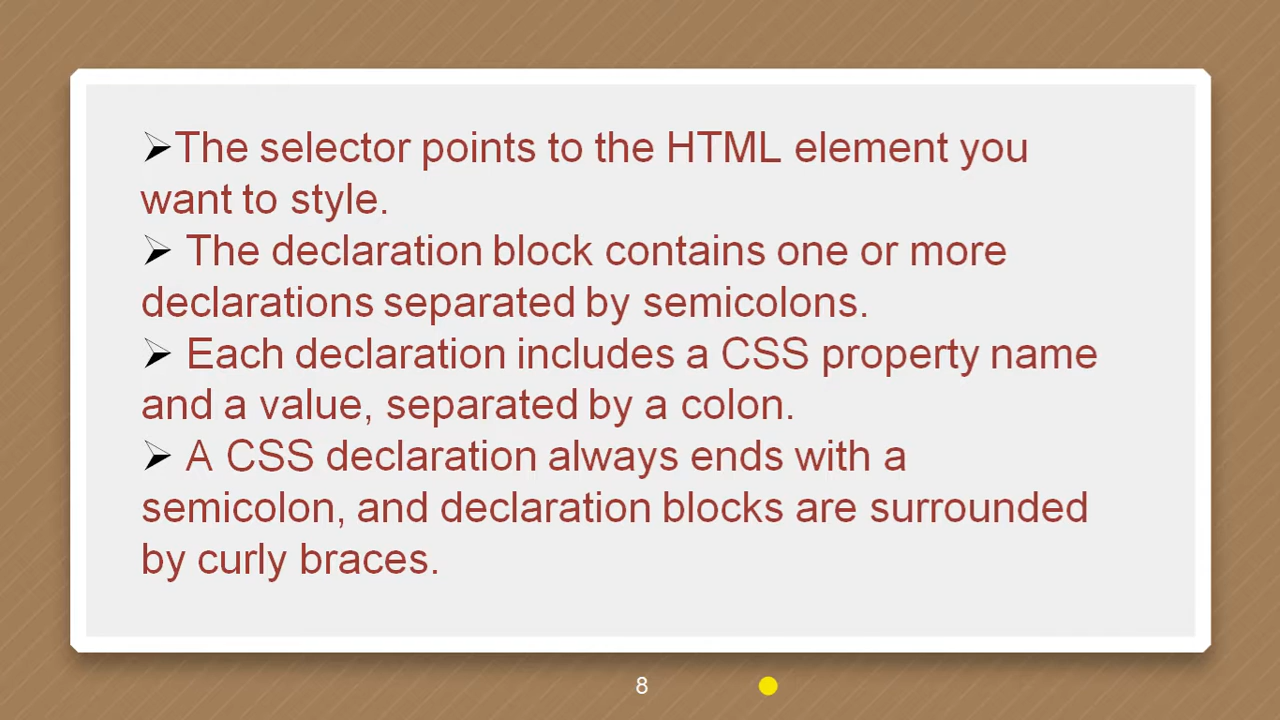 ➢The selector points to the HTML element you
want to style.
➢ The declaration block contains one or more
declarations separated by semicolons.
➢ Each declaration includes a CSS property name
and a value, separated by a colon.
➢ A CSS declaration always ends with a
semicolon, and declaration blocks are surrounded
by curly braces.
8